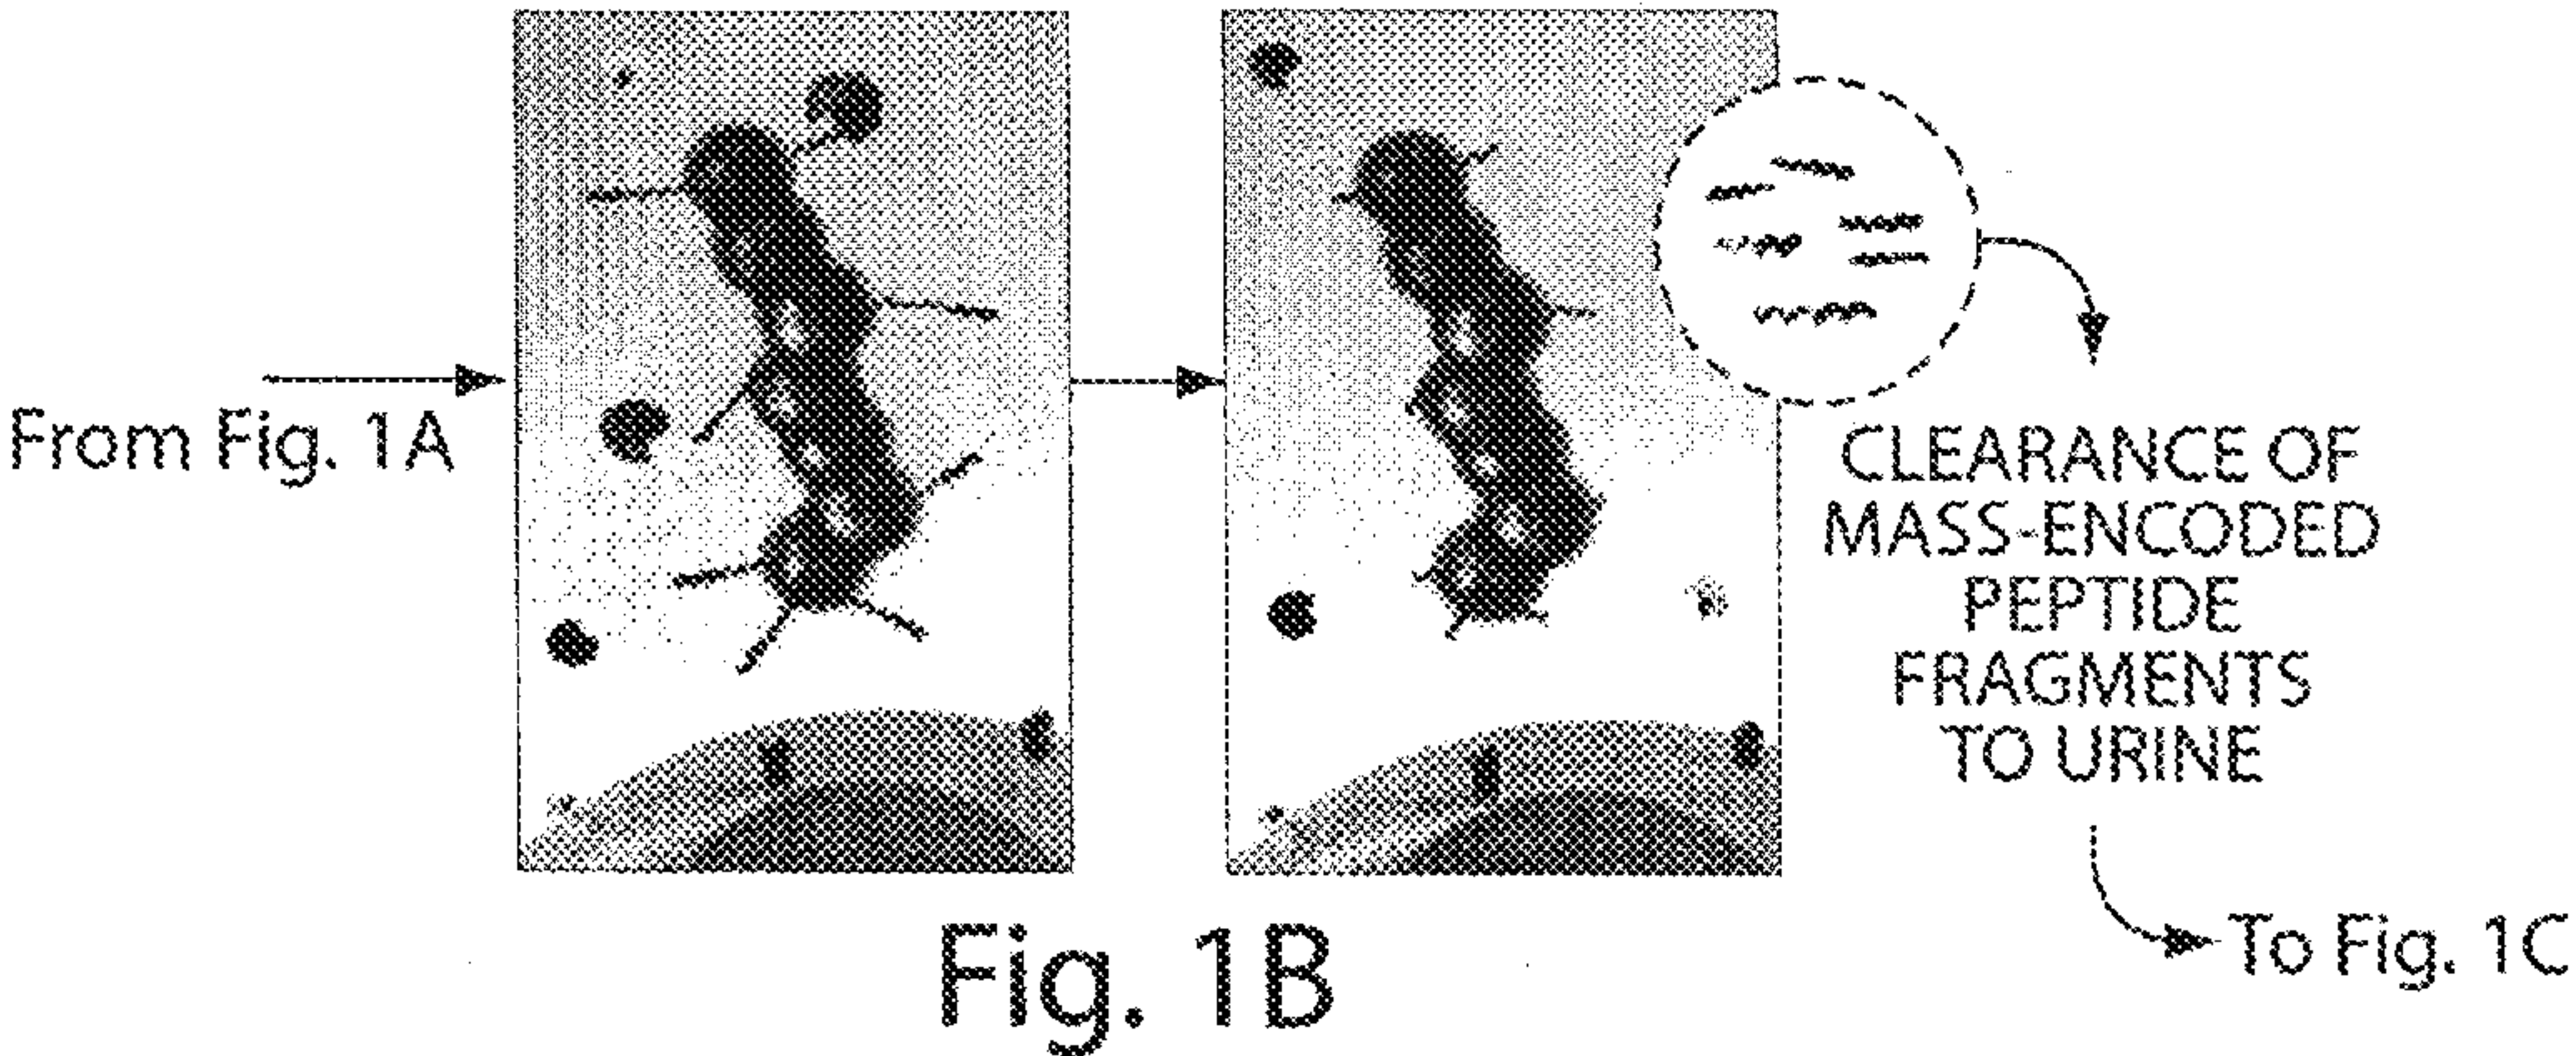 From Fig. 1A
CLEARANCE OF
MASS-ENCODED
PEPTIDE
FRAGMENTS
TO URINE
To Fig. 1C
Fig. 1B